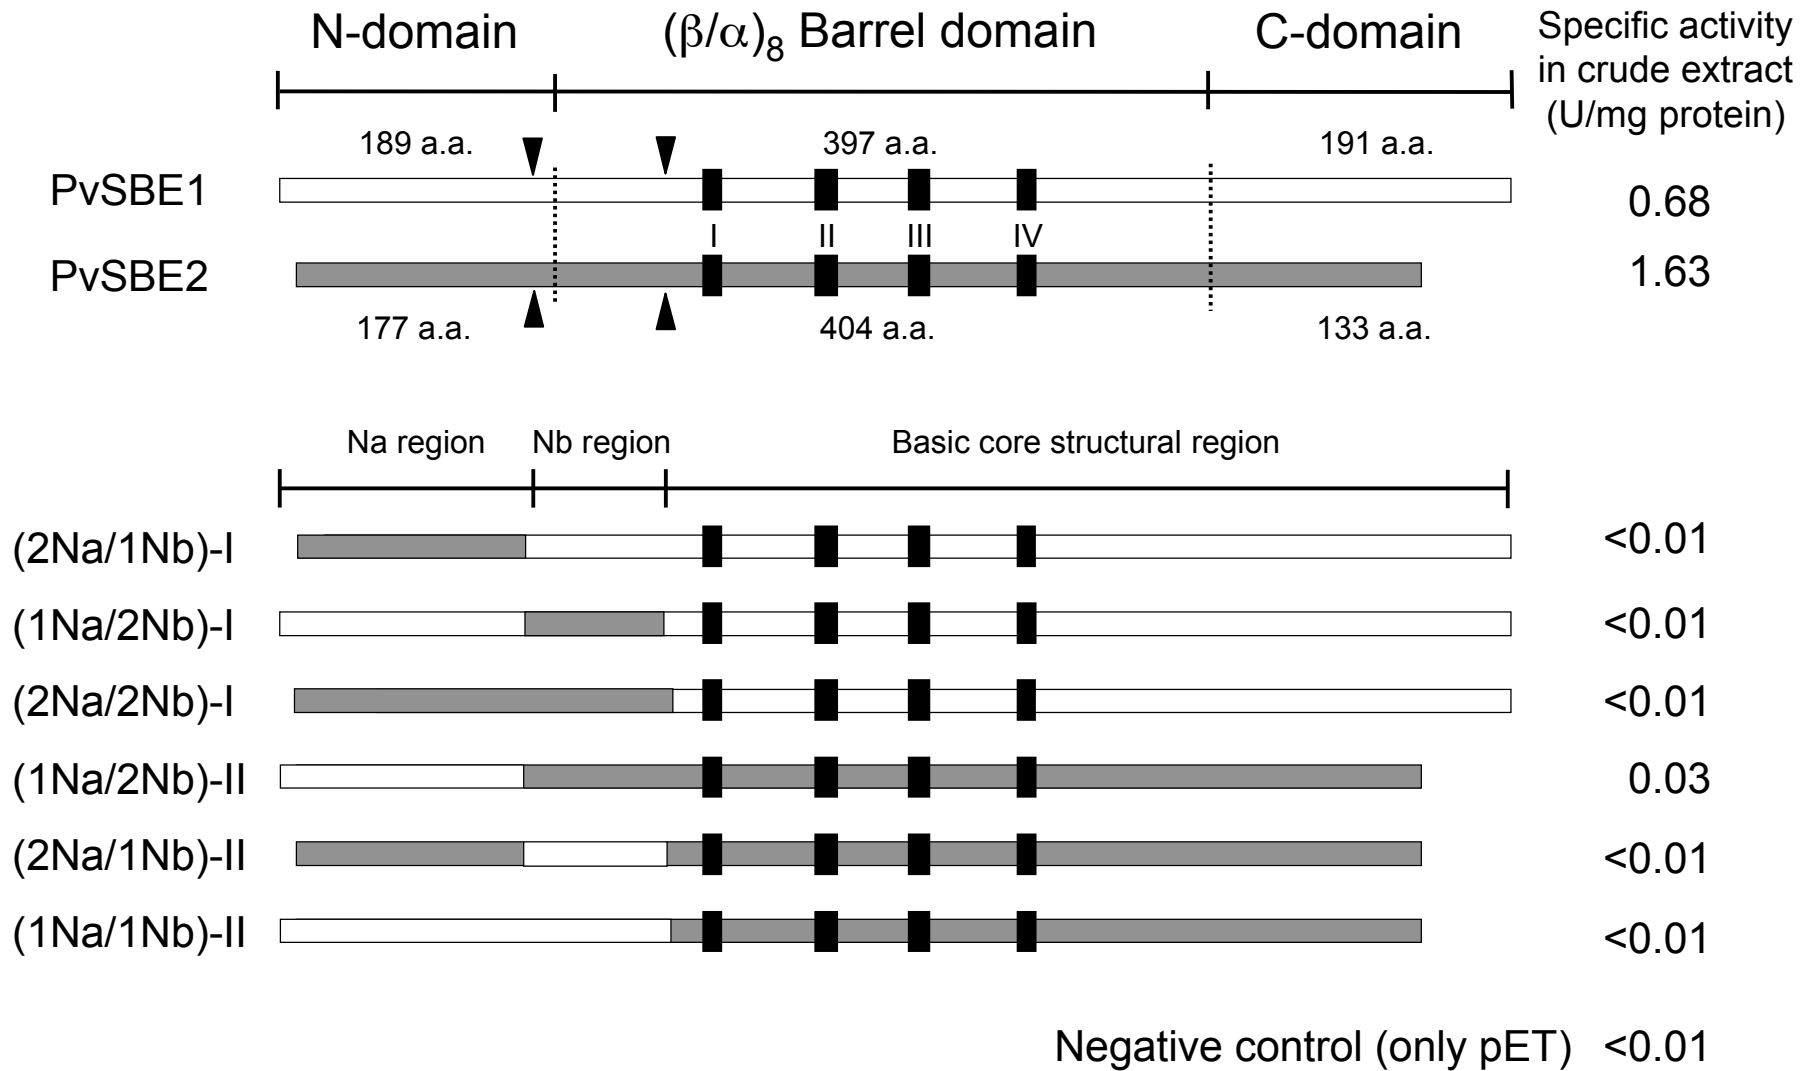 N-domain (β/α)8 Barrel domain C-domain Specific activity
in crude extract
(U/mg protein)
189 a.a. 397 a.a. 191 a.a.
PvSBE1 0.68
I II III IV
PvSBE2 1.63
177 a.a. 404 a.a. 133 a.a.
Na region Nb region Basic core structural region
(2Na/1Nb)-I <0.01
(1Na/2Nb)-I <0.01
(2Na/2Nb)-I <0.01
(1Na/2Nb)-II 0.03
(2Na/1Nb)-II <0.01
(1Na/1Nb)-II <0.01
Negative control (only pET) <0.01